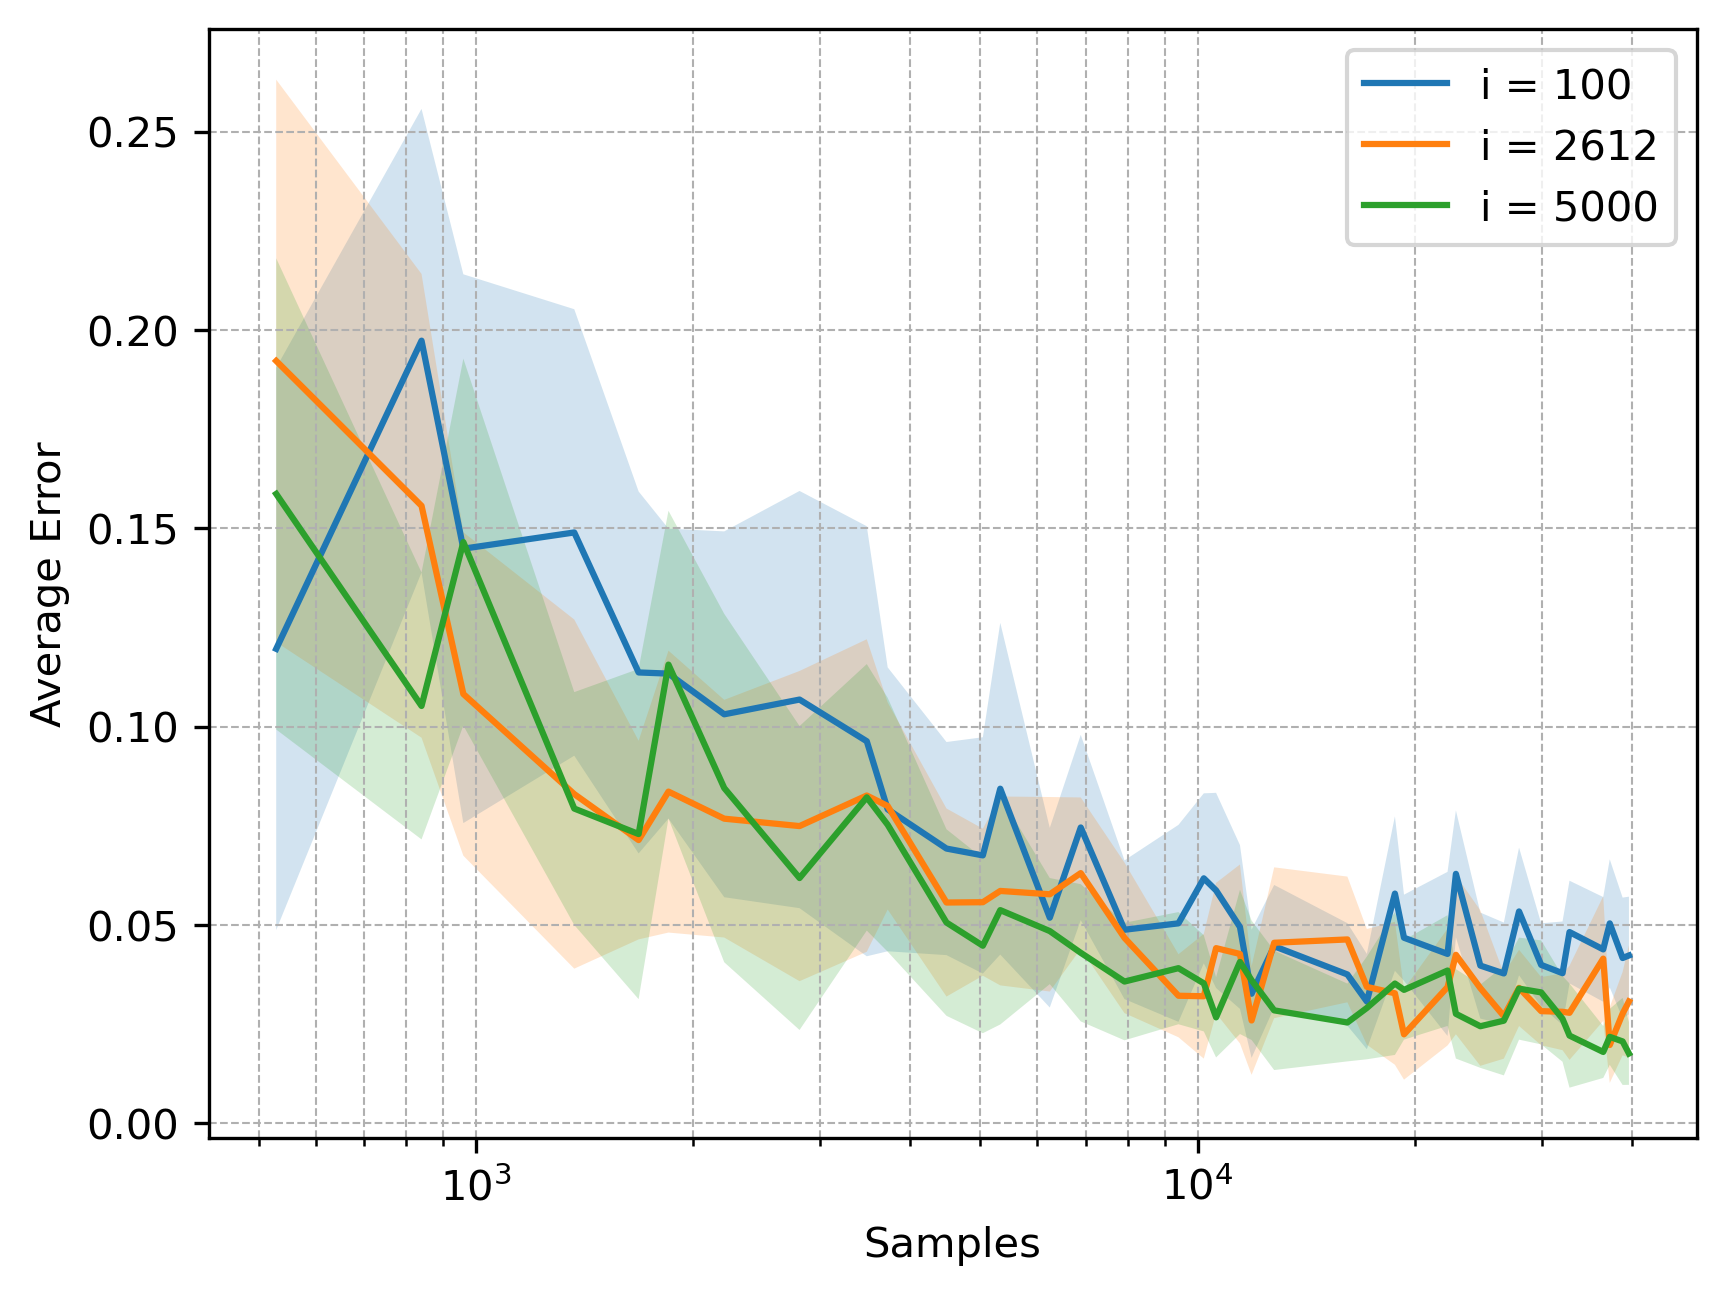 i = 100
i = 2612
i = 5000
0.25
0.20
0.15
0.10
0.05
0.00
Average Error
10³
10⁴
Samples